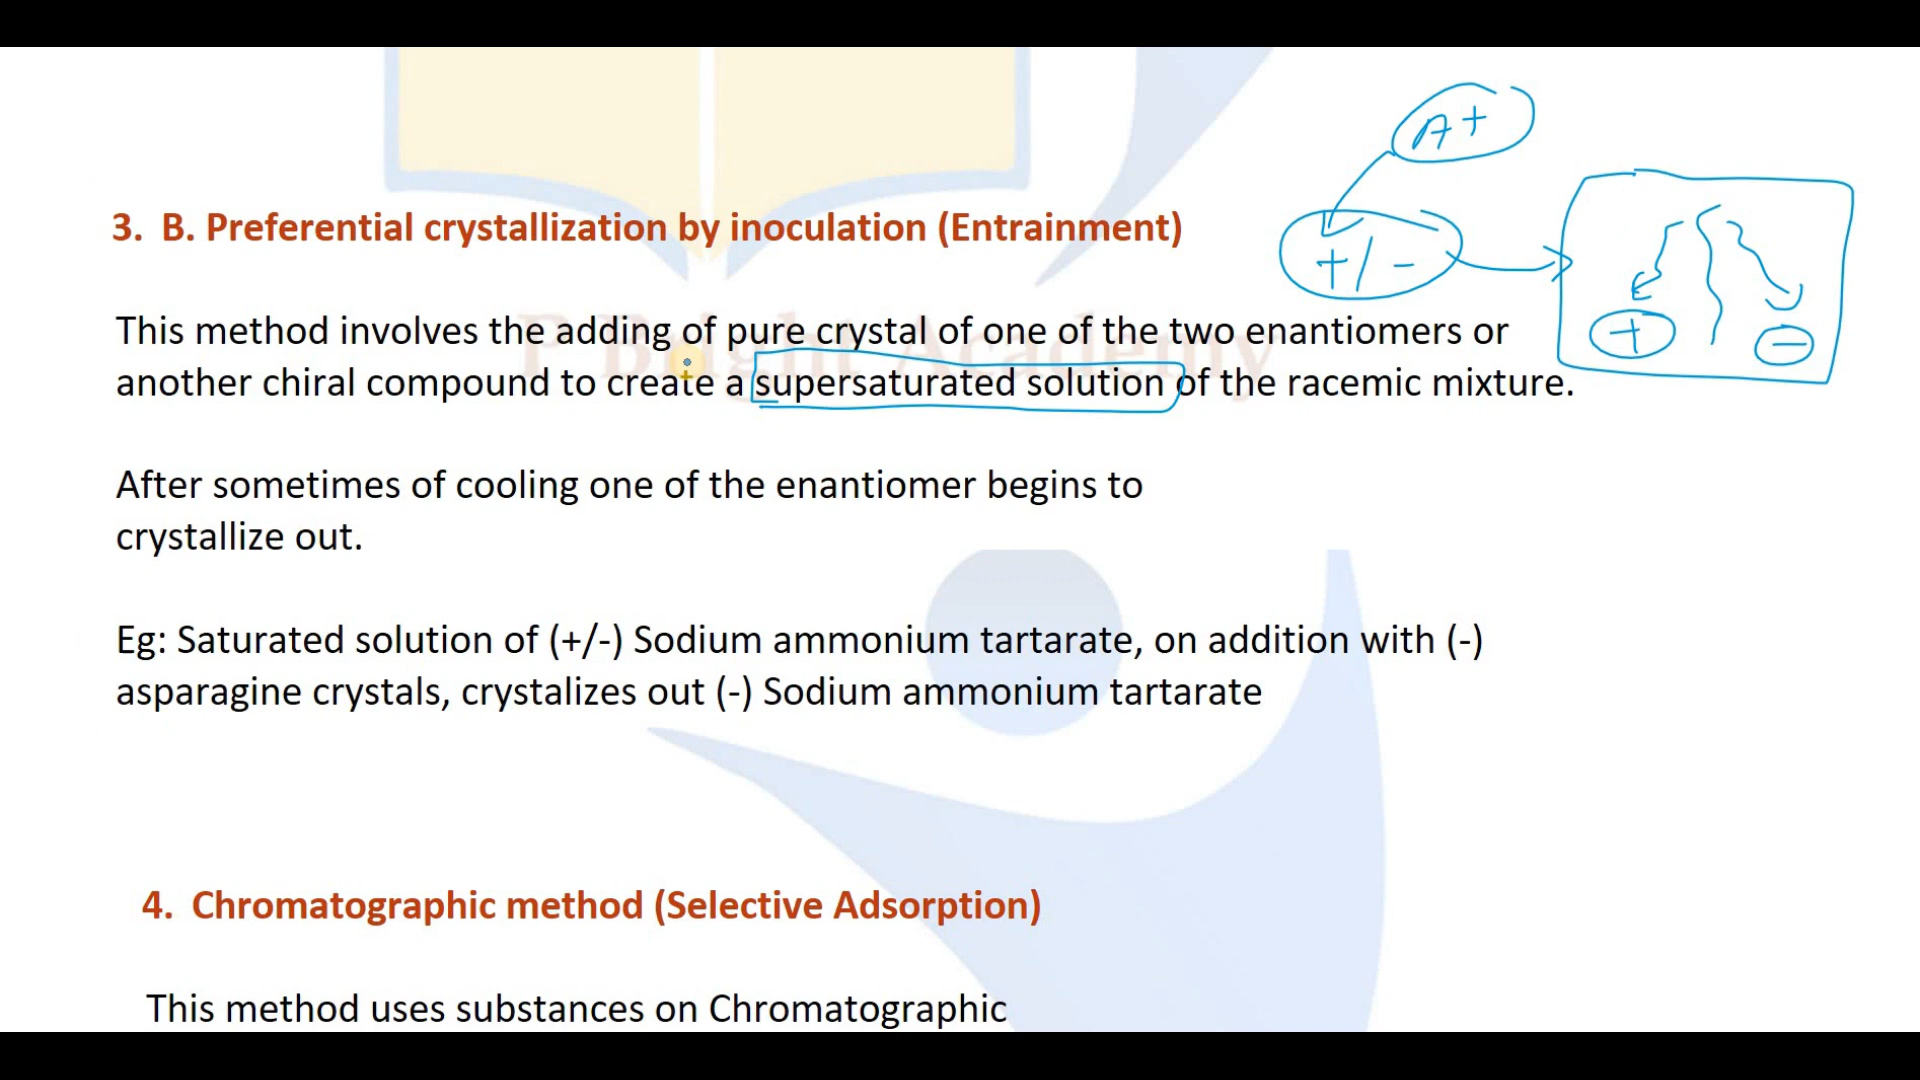 A+
3. B. Preferential crystallization by inoculation (Entrainment)
+/-
+
-
This method involves the adding of pure crystal of one of the two enantiomers or
another chiral compound to create a supersaturated solution of the racemic mixture.
After sometimes of cooling one of the enantiomer begins to
crystallize out.
Eg: Saturated solution of (+/-) Sodium ammonium tartarate, on addition with (-)
asparagine crystals, crystalizes out (-) Sodium ammonium tartarate
4. Chromatographic method (Selective Adsorption)
This method uses substances on Chromatographic
P Bright Academy